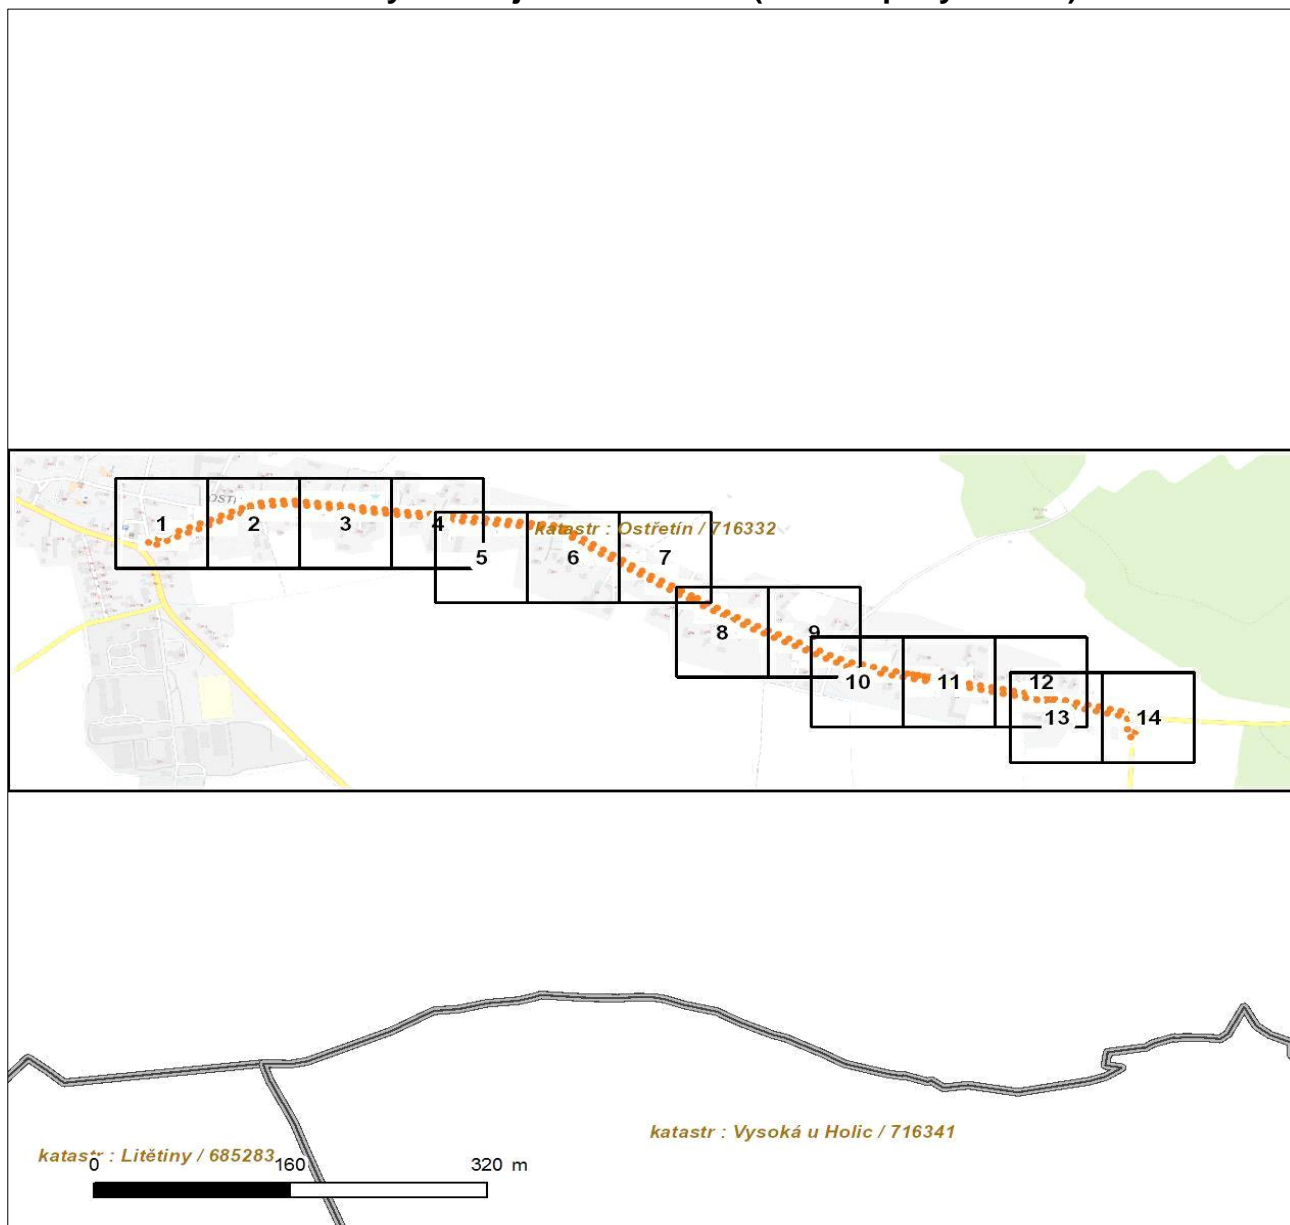 OSTŘ
1
2
3
4
katastr : Ostřetín / 716332
5
6
7
8
9
10
11
12
13
14
katastr : Vysoká u Holic / 716341
katastr : Litětiny / 685283
0 160 320 m